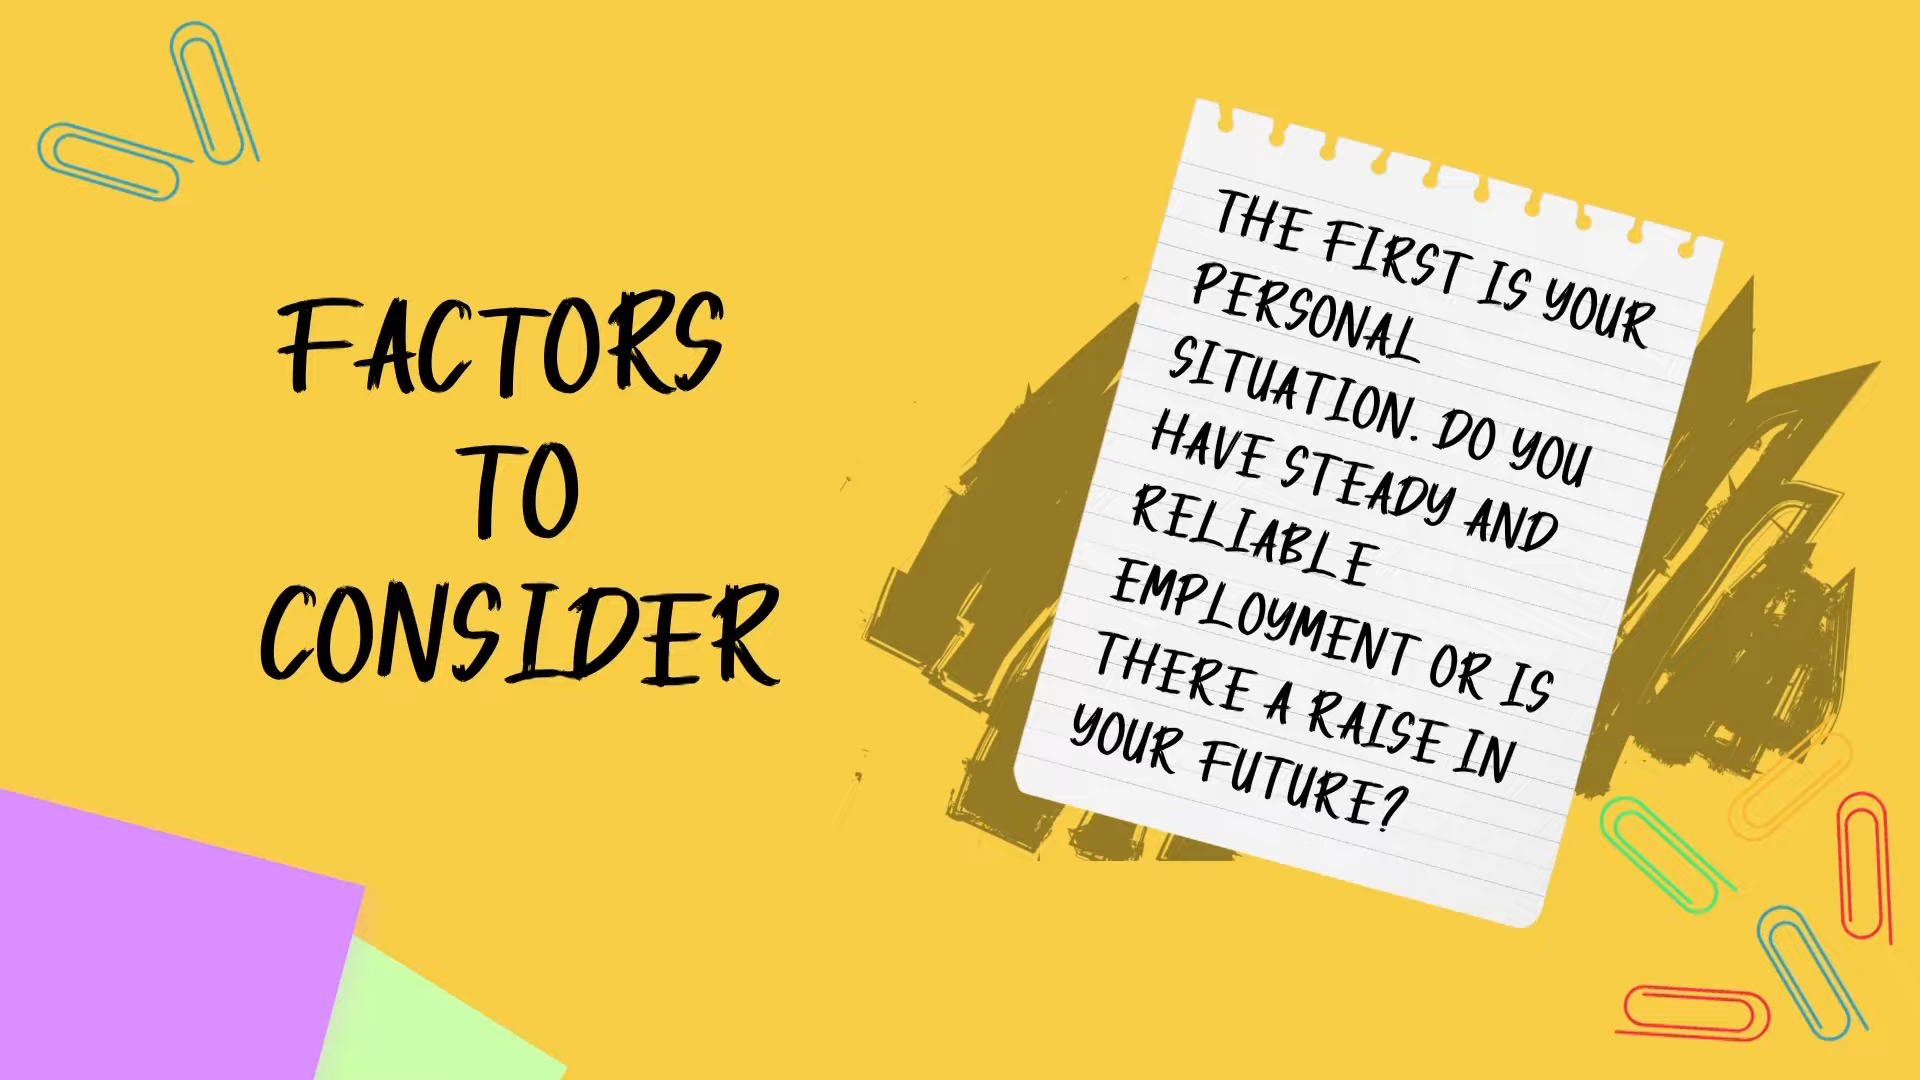 FACTORS
TO
CONSIDER
THE FIRST IS YOUR
PERSONAL
SITUATION. DO YOU
HAVE STEADY AND
RELIABLE
EMPLOYMENT OR IS
THERE A RAISE IN
YOUR FUTURE?